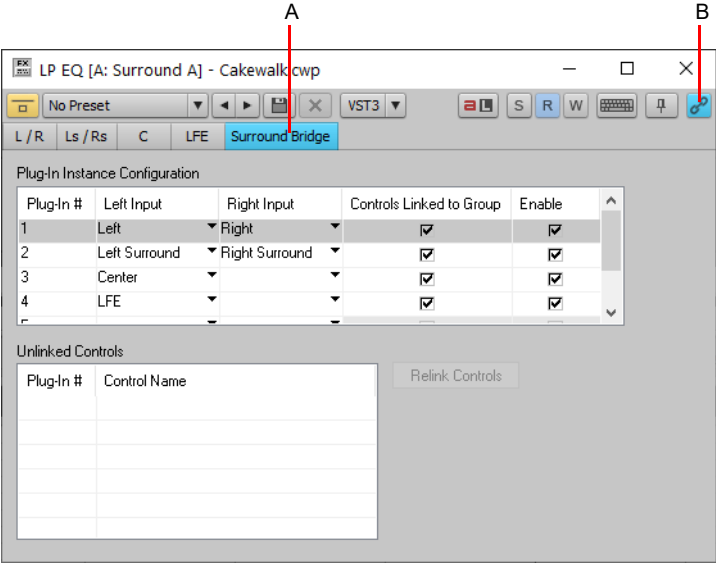 A B
FX
LP EQ [A: Surround A] - Cakewalk.cwp
No Preset VST3 a S R W
L / R Ls / Rs C LFE Surround Bridge
Plug-In Instance Configuration
Plug-In # Left Input Right Input Controls Linked to Group Enable
1 Left Right
2 Left Surround Right Surround
3 Center
4 LFE
Unlinked Controls
Plug-In # Control Name Relink Controls